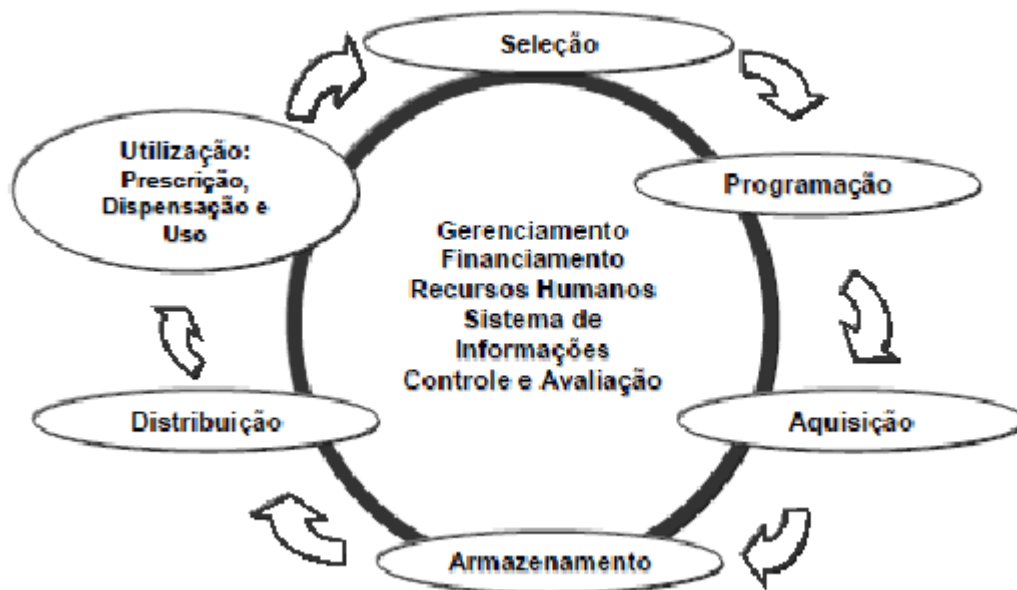 Seleção
Programação
Aquisição
Armazenamento
Distribuição
Utilização:
Prescrição,
Dispensação e
Uso
Gerenciamento
Financiamento
Recursos Humanos
Sistema de
Informações
Controle e Avaliação